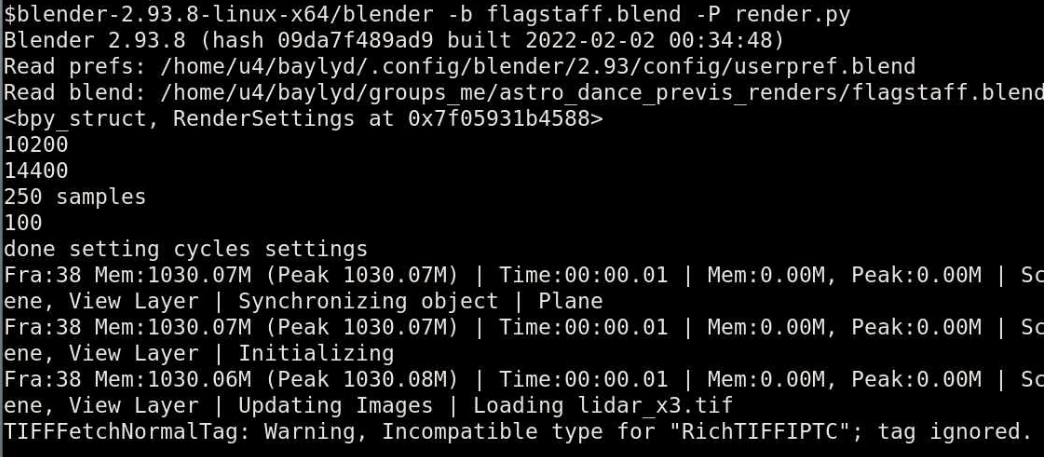 $blender-2.93.8-linux-x64/blender -b flagstaff.blend -P render.py
Blender 2.93.8 (hash 09da7f489ad9 built 2022-02-02 00:34:48)
Read prefs: /home/u4/baylyd/.config/blender/2.93/config/userpref.blend
Read blend: /home/u4/baylyd/groups_me/astro_dance_previs_renders/flagstaff.blend
<bpy_struct, RenderSettings at 0x7f05931b4588>
10200
14400
250 samples
100
done setting cycles settings
Fra:38 Mem:1030.07M (Peak 1030.07M) | Time:00:00.01 | Mem:0.00M, Peak:0.00M | Sc
ene, View Layer | Synchronizing object | Plane
Fra:38 Mem:1030.07M (Peak 1030.07M) | Time:00:00.01 | Mem:0.00M, Peak:0.00M | Sc
ene, View Layer | Initializing
Fra:38 Mem:1030.06M (Peak 1030.08M) | Time:00:00.01 | Mem:0.00M, Peak:0.00M | Sc
ene, View Layer | Updating Images | Loading lidar_x3.tif
TIFFFetchNormalTag: Warning, Incompatible type for "RichTIFFIPTC"; tag ignored.